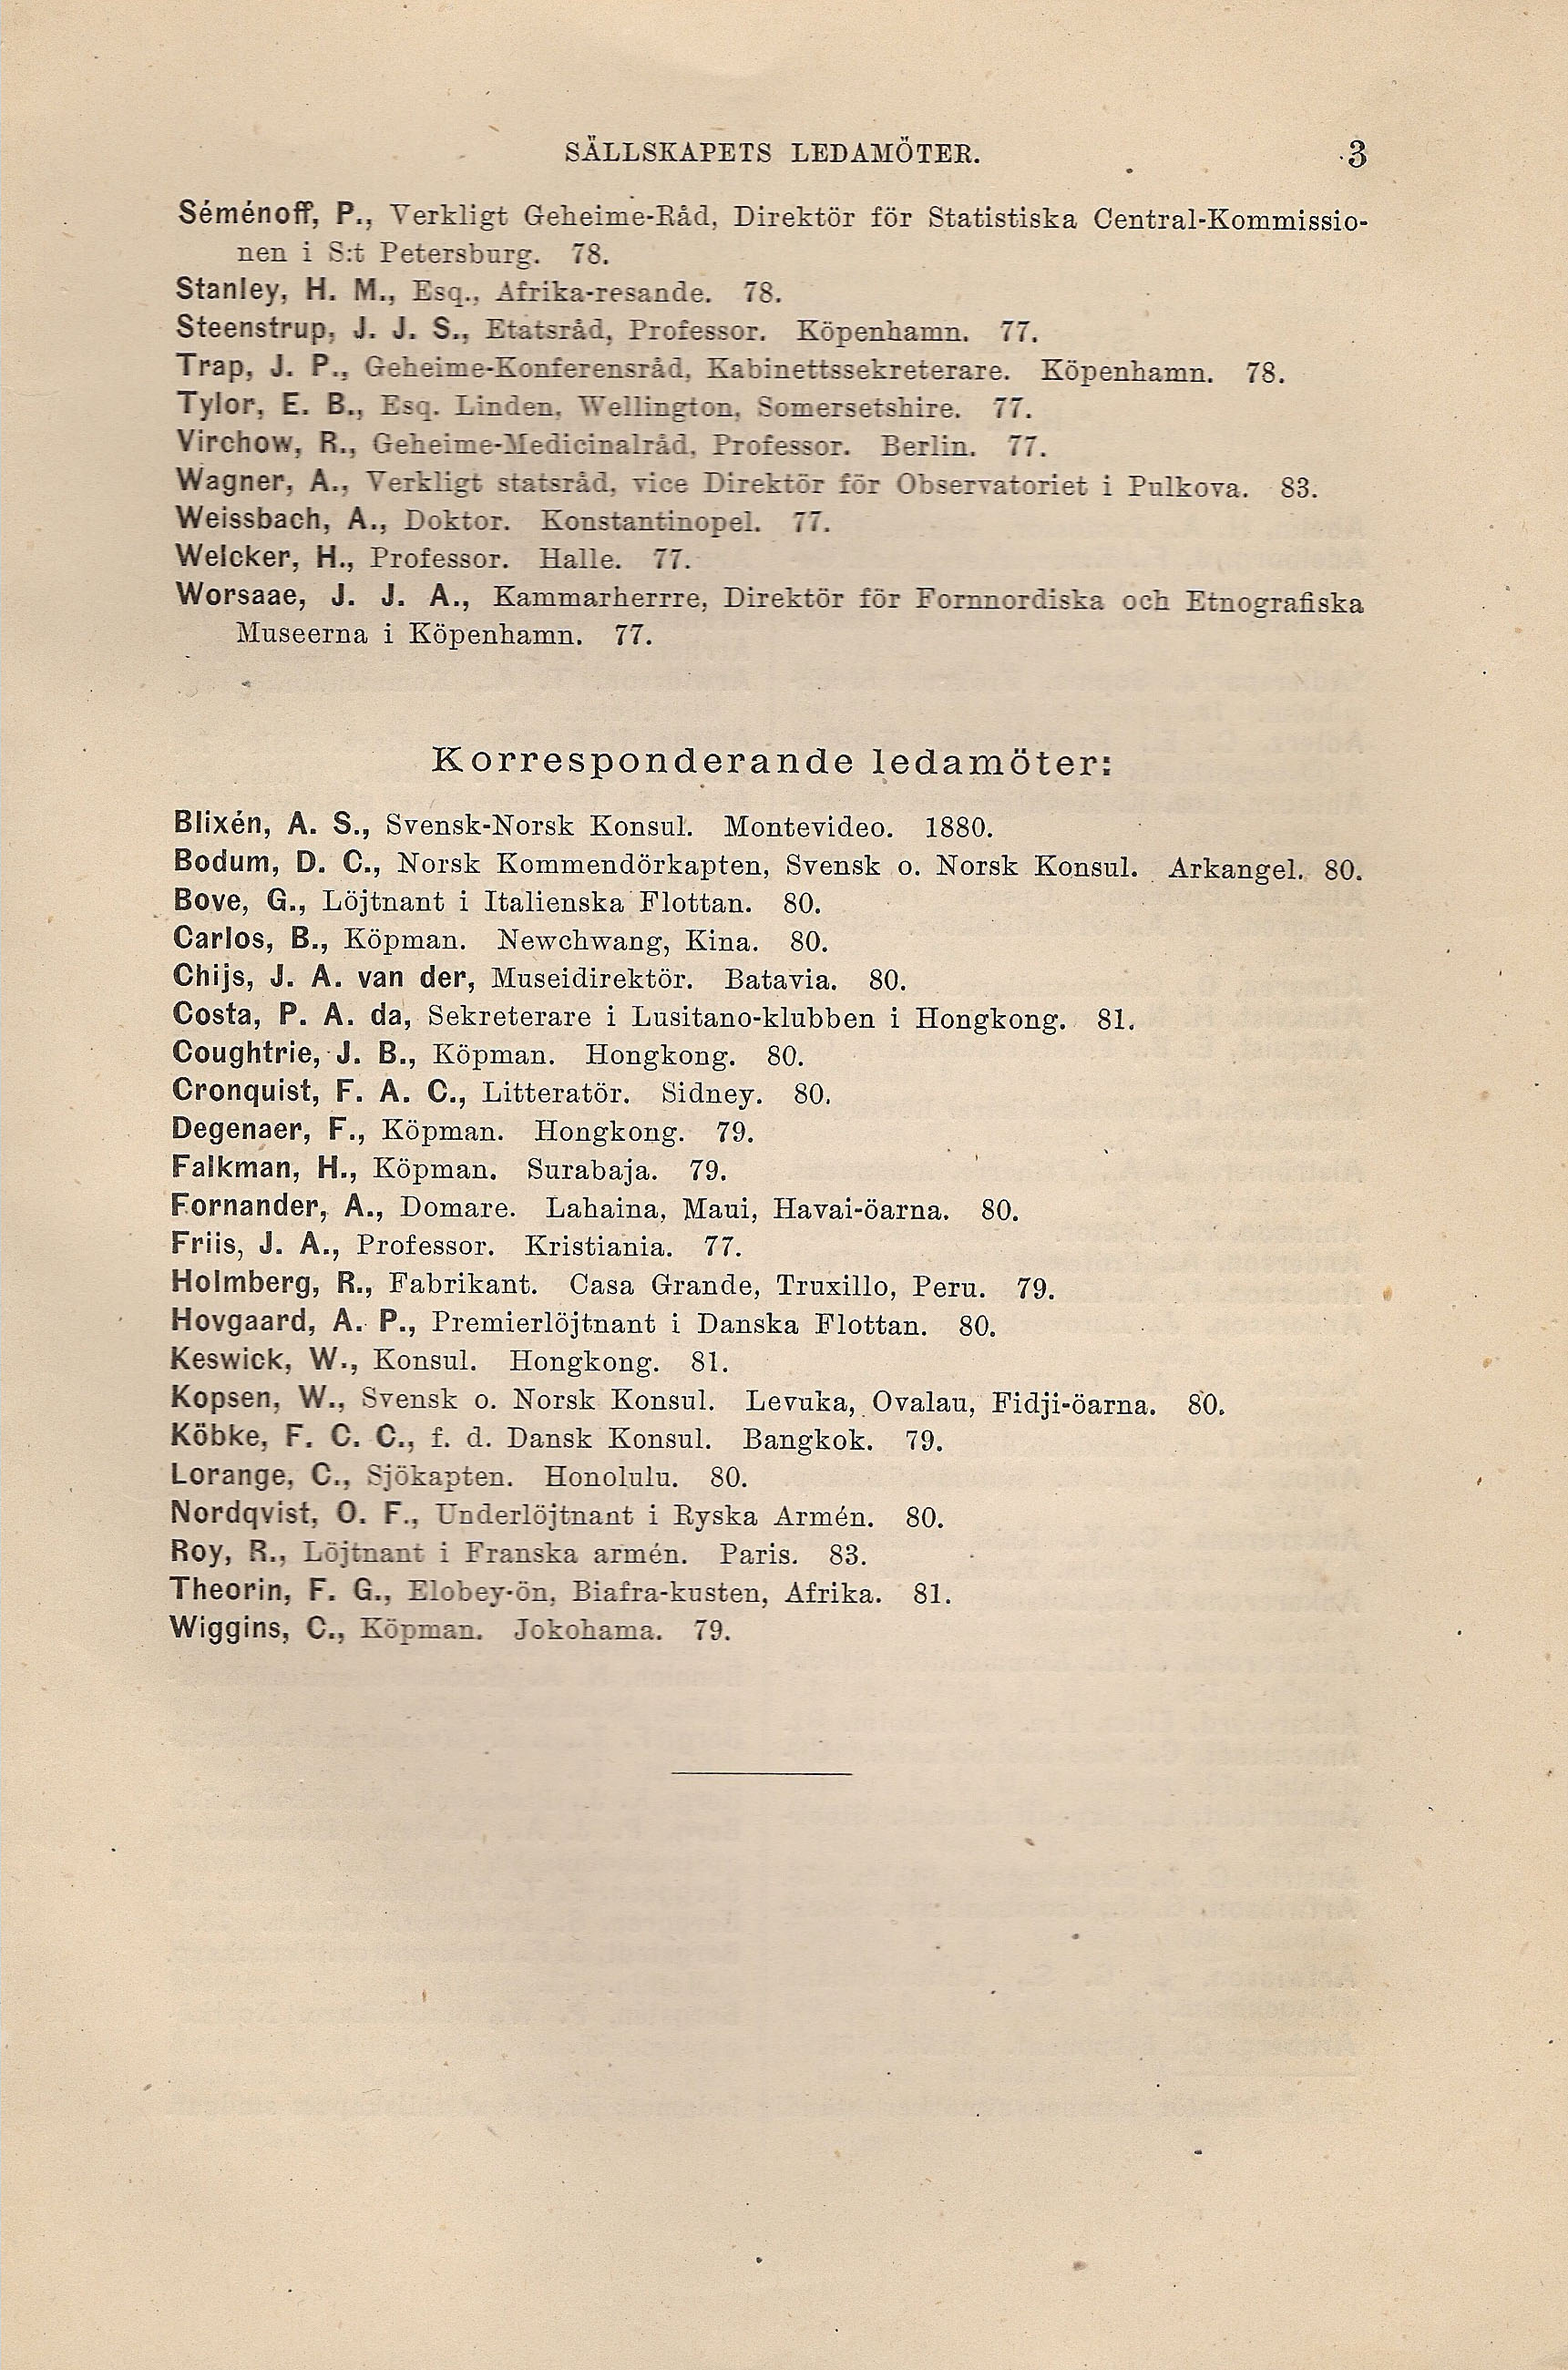 SÄLLSKAPETS LEDAMÖTER. 3
Séménoff, P., Verkligt Geheime-Råd, Direktör för Statistiska Central-Kommissio-
nen i S:t Petersburg. 78.
Stanley, H. M., Esq., Afrika-resande. 78.
Steenstrup, J. J. S., Etatsråd, Professor. Köpenhamn. 77.
Trap, J. P., Geheime-Konferensråd, Kabinettssekreterare. Köpenhamn. 78.
Tylor, E. B., Esq. Linden, Wellington, Somersetshire. 77.
Virchow, R., Geheime-Medicinalråd, Professor. Berlin. 77.
Wagner, A., Verkligt statsråd, vice Direktör för Observatoriet i Pulkova. 83.
Weissbach, A., Doktor. Konstantinopel. 77.
Welcker, H., Professor. Halle. 77.
Worsaae, J. J. A., Kammarherrre, Direktör för Fornnordiska och Etnografiska
Museerna i Köpenhamn. 77.
Korresponderande ledamöter:
Blixén, A. S., Svensk-Norsk Konsul. Montevideo. 1880.
Bodum, D. C., Norsk Kommendörkapten, Svensk o. Norsk Konsul. Arkangel. 80.
Bove, G., Löjtnant i Italienska Flottan. 80.
Carlos, B., Köpman. Newchwang, Kina. 80.
Chijs, J. A. van der, Museidirektör. Batavia. 80.
Costa, P. A. da, Sekreterare i Lusitano-klubben i Hongkong. 81.
Coughtrie, J. B., Köpman. Hongkong. 80.
Cronquist, F. A. C., Litteratör. Sidney. 80.
Degenaer, F., Köpman. Hongkong. 79.
Falkman, H., Köpman. Surabaja. 79.
Fornander, A., Domare. Lahaina, Maui, Havai-öarna. 80.
Friis, J. A., Professor. Kristiania. 77.
Holmberg, R., Fabrikant. Casa Grande, Truxillo, Peru. 79.
Hovgaard, A. P., Premierlöjtnant i Danska Flottan. 80.
Keswick, W., Konsul. Hongkong. 81.
Kopsen, W., Svensk o. Norsk Konsul. Levuka, Ovalau, Fidji-öarna. 80.
Köbke, F. C. C., f. d. Dansk Konsul. Bangkok. 79.
Lorange, C., Sjökapten. Honolulu. 80.
Nordqvist, O. F., Underlöjtnant i Ryska Armén. 80.
Roy, R., Löjtnant i Franska armén. Paris. 83.
Theorin, F. G., Elobey-ön, Biafra-kusten, Afrika. 81.
Wiggins, C., Köpman. Jokohama. 79.